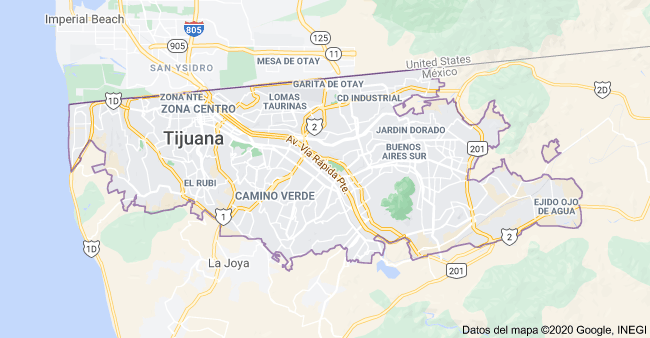 Imperial Beach
805
125
905
11
SAN YSIDRO
MESA DE OTAY
United States
México
GARITA DE OTAY
2D
1D
ZONA NTE.
LOMAS
TAURINAS
CD INDUSTRIAL
ZONA CENTRO
2
JARDIN DORADO
Tijuana
Av. Vía Rápida Pte.
BUENOS
AIRES SUR
201
EL RUBI
CAMINO VERDE
EJIDO OJO
DE AGUA
1
2
1D
La Joya
201
Datos del mapa ©2020 Google, INEGI